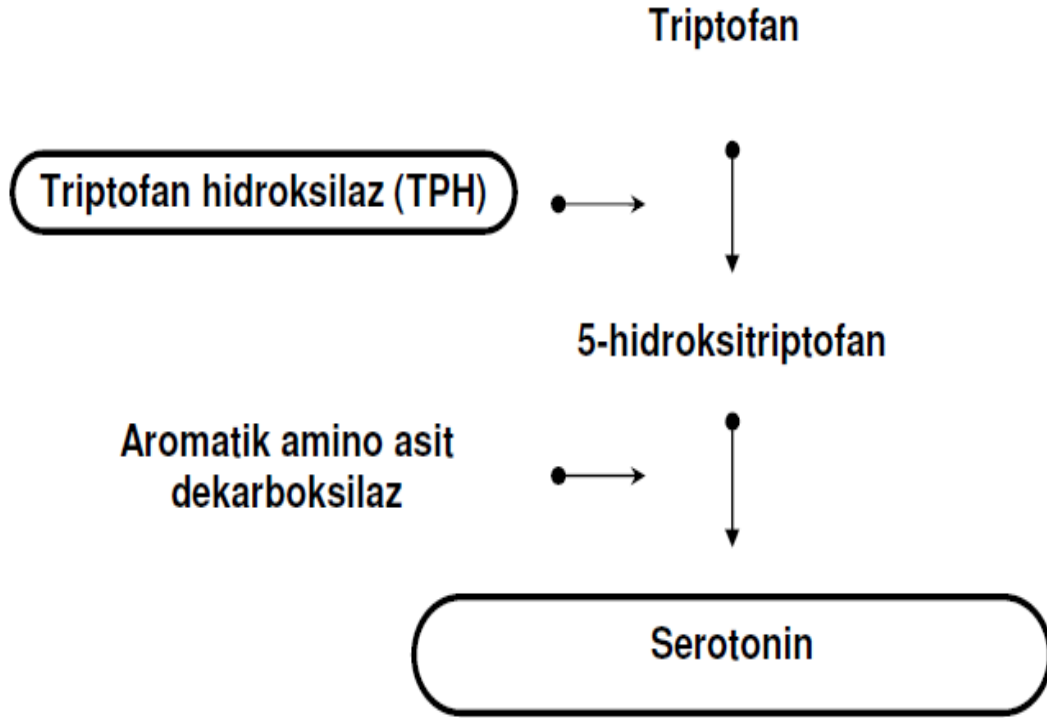 Triptofan
Triptofan hidroksilaz (TPH)
5-hidroksitriptofan
Aromatik amino asit
dekarboksilaz
Serotonin